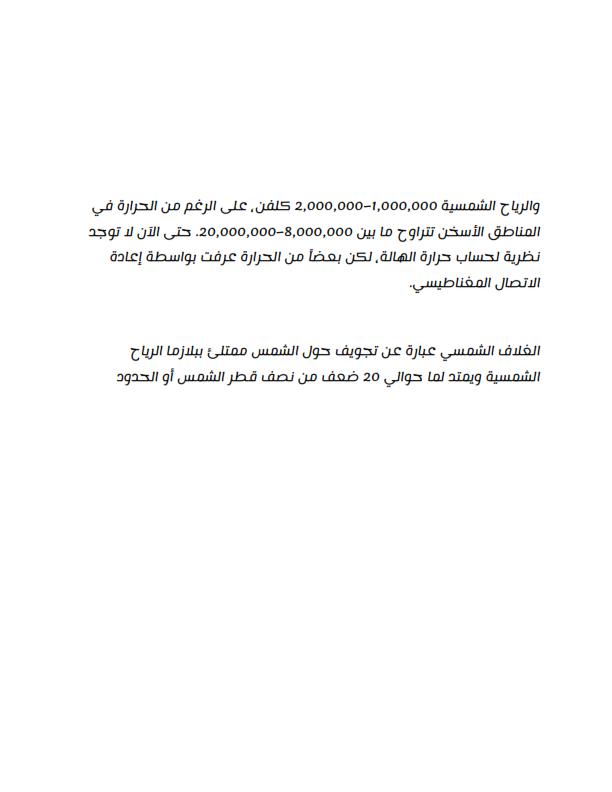 والرياح الشمسية 1,000,000–2,000,000 كلفن، على الرغم من الحرارة في
المناطق الأسخن تتراوح ما بين 8,000,000–20,000,000. حتى الآن لا توجد
نظرية لحساب حرارة الهالة، لكن بعضاً من الحرارة عرفت بواسطة إعادة
الاتصال المغناطيسي.
الغلاف الشمسي عبارة عن تجويف حول الشمس ممتلئ ببلازما الرياح
الشمسية ويمتد لما حوالي 20 ضعف من نصف قطر الشمس أو الحدود